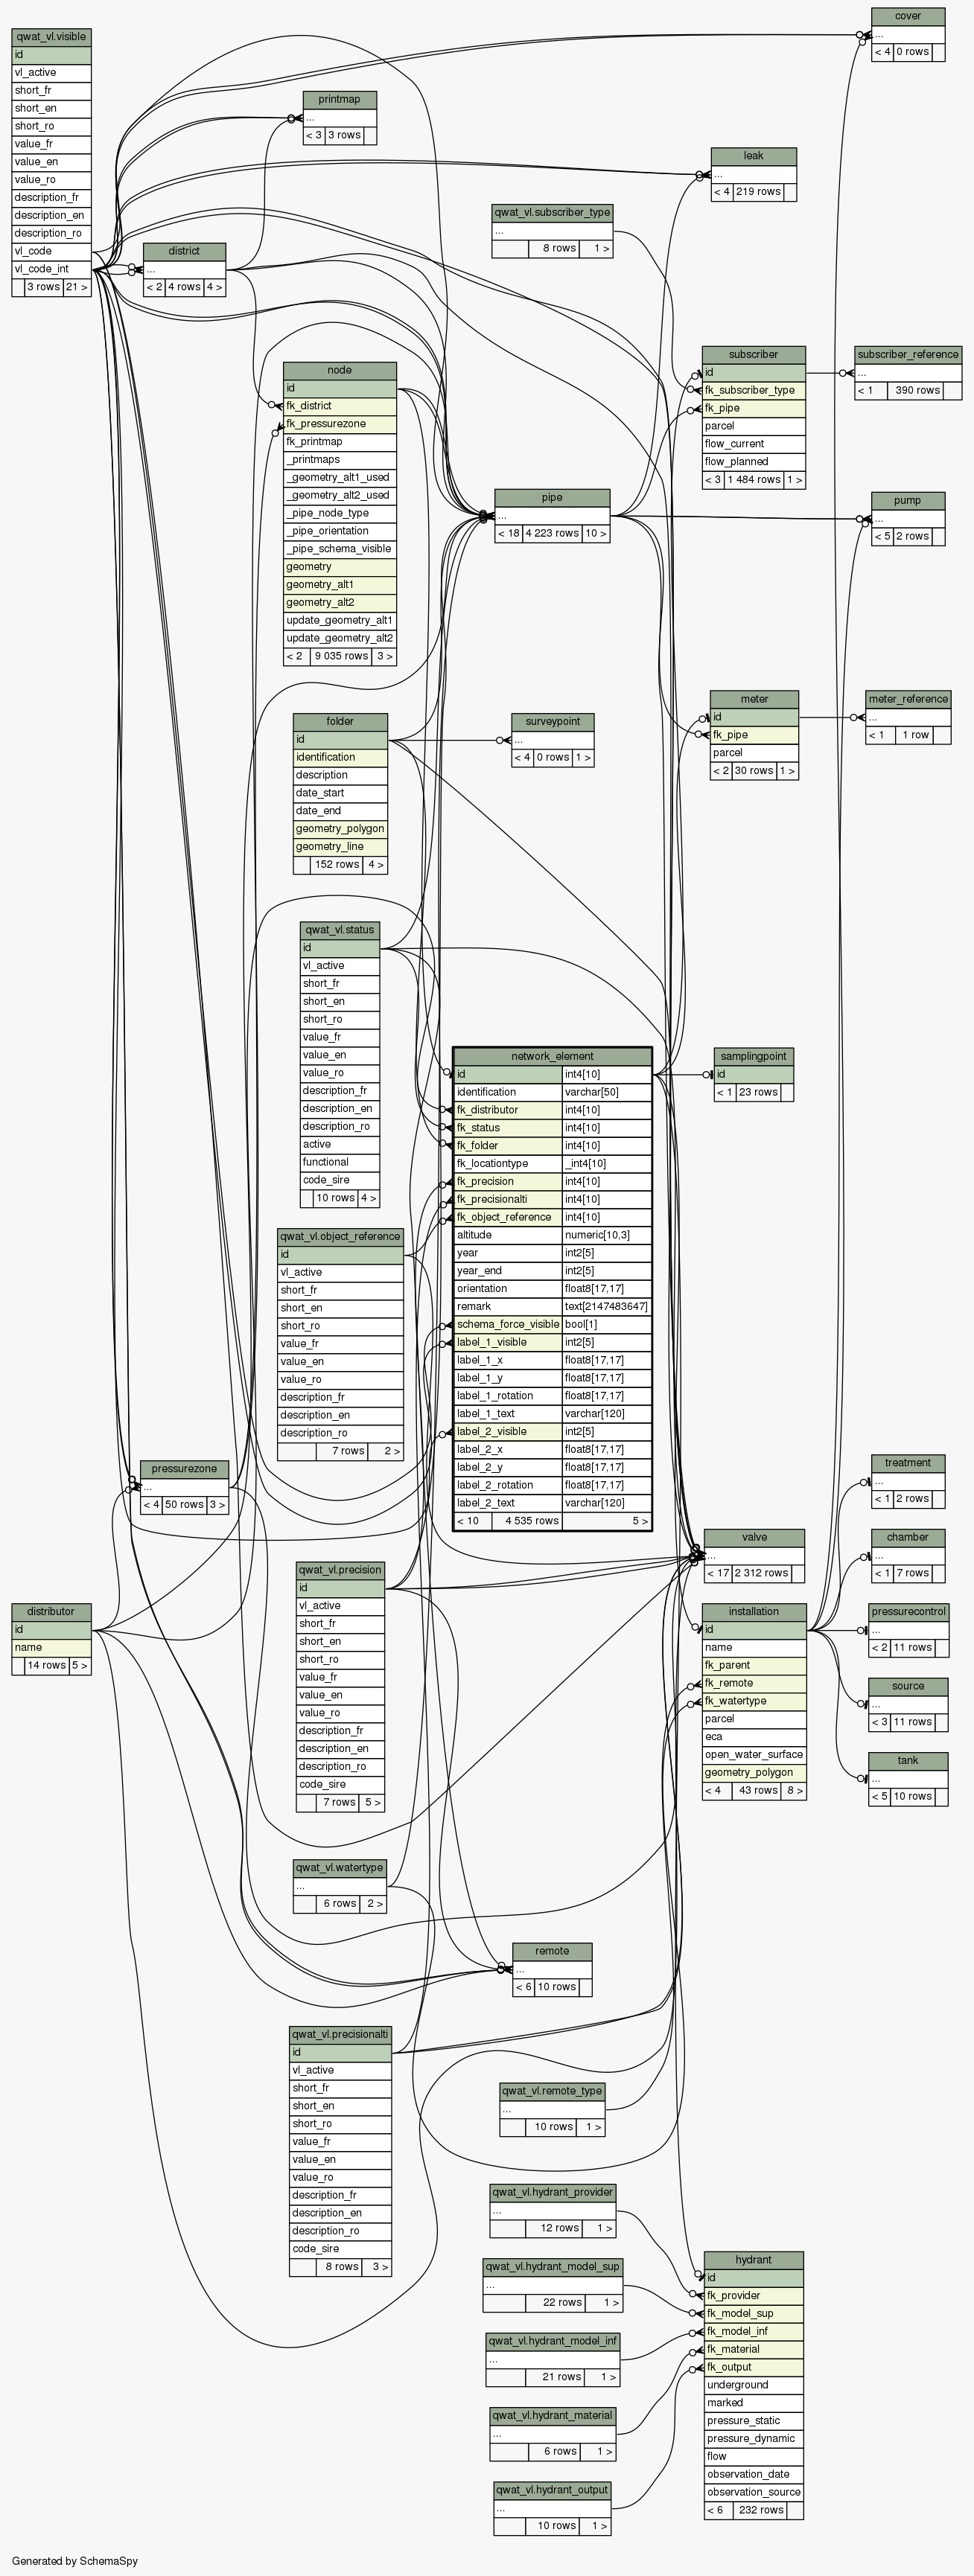 qwat_vl.visible
id
vl_active
short_fr
short_en
short_ro
value_fr
value_en
value_ro
description_fr
description_en
description_ro
vl_code
vl_code_int
3 rows 21 >
cover
...
< 4 0 rows
printmap
...
< 3 3 rows
leak
...
< 4 219 rows
qwat_vl.subscriber_type
...
8 rows 1 >
district
...
< 2 4 rows 4 >
node
id
fk_district
fk_pressurezone
fk_printmap
_printmaps
_geometry_alt1_used
_geometry_alt2_used
_pipe_node_type
_pipe_orientation
_pipe_schema_visible
geometry
geometry_alt1
geometry_alt2
update_geometry_alt1
update_geometry_alt2
< 2 9 035 rows 3 >
subscriber
id
fk_subscriber_type
fk_pipe
parcel
flow_current
flow_planned
< 3 1 484 rows 1 >
subscriber_reference
...
< 1 390 rows
pipe
...
< 18 4 223 rows 10 >
pump
...
< 5 2 rows
folder
id
identification
description
date_start
date_end
geometry_polygon
geometry_line
152 rows 4 >
surveypoint
...
< 4 0 rows 1 >
meter
id
fk_pipe
parcel
< 2 30 rows 1 >
meter_reference
...
< 1 1 row
qwat_vl.status
id
vl_active
short_fr
short_en
short_ro
value_fr
value_en
value_ro
description_fr
description_en
description_ro
active
functional
code_sire
10 rows 4 >
network_element
id int4[10]
identification varchar[50]
fk_distributor int4[10]
fk_status int4[10]
fk_folder int4[10]
fk_locationtype _int4[10]
fk_precision int4[10]
fk_precisionalti int4[10]
fk_object_reference int4[10]
altitude numeric[10,3]
year int2[5]
year_end int2[5]
orientation float8[17,17]
remark text[2147483647]
schema_force_visible bool[1]
label_1_visible int2[5]
label_1_x float8[17,17]
label_1_y float8[17,17]
label_1_rotation float8[17,17]
label_1_text varchar[120]
label_2_visible int2[5]
label_2_x float8[17,17]
label_2_y float8[17,17]
label_2_rotation float8[17,17]
label_2_text varchar[120]
< 10 4 535 rows 5 >
samplingpoint
id
< 1 23 rows
qwat_vl.object_reference
id
vl_active
short_fr
short_en
short_ro
value_fr
value_en
value_ro
description_fr
description_en
description_ro
7 rows 2 >
pressurezone
...
< 4 50 rows 3 >
treatment
...
< 1 2 rows
valve
...
< 17 2 312 rows
chamber
...
< 1 7 rows
qwat_vl.precision
id
vl_active
short_fr
short_en
short_ro
value_fr
value_en
value_ro
description_fr
description_en
description_ro
code_sire
7 rows 5 >
distributor
id
name
14 rows 5 >
installation
id
name
fk_parent
fk_remote
fk_watertype
parcel
eca
open_water_surface
geometry_polygon
< 4 43 rows 8 >
pressurecontrol
...
< 2 11 rows
source
...
< 3 11 rows
tank
...
< 5 10 rows
qwat_vl.watertype
...
6 rows 2 >
remote
...
< 6 10 rows
qwat_vl.precisionalti
id
vl_active
short_fr
short_en
short_ro
value_fr
value_en
value_ro
description_fr
description_en
description_ro
code_sire
8 rows 3 >
qwat_vl.remote_type
...
10 rows 1 >
qwat_vl.hydrant_provider
...
12 rows 1 >
qwat_vl.hydrant_model_sup
...
22 rows 1 >
qwat_vl.hydrant_model_inf
...
21 rows 1 >
qwat_vl.hydrant_material
...
6 rows 1 >
qwat_vl.hydrant_output
...
10 rows 1 >
hydrant
id
fk_provider
fk_model_sup
fk_model_inf
fk_material
fk_output
underground
marked
pressure_static
pressure_dynamic
flow
observation_date
observation_source
< 6 232 rows
Generated by SchemaSpy